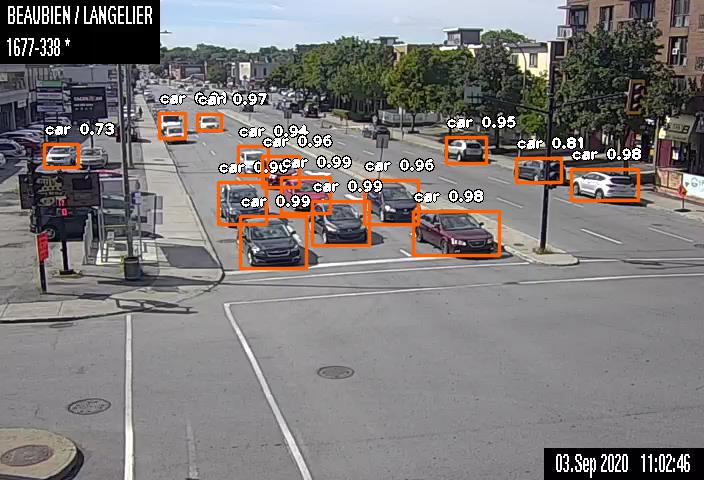 BEAUBIEN / LANGELIER
1677-338 *
car 0.97
car 0.95
car 0.73
car 0.94
car 0.96
car 0.81
car 0.98
car 0.99
car 0.96
car 0.99
car 0.99
car 0.98
03.Sep 2020 11:02:46